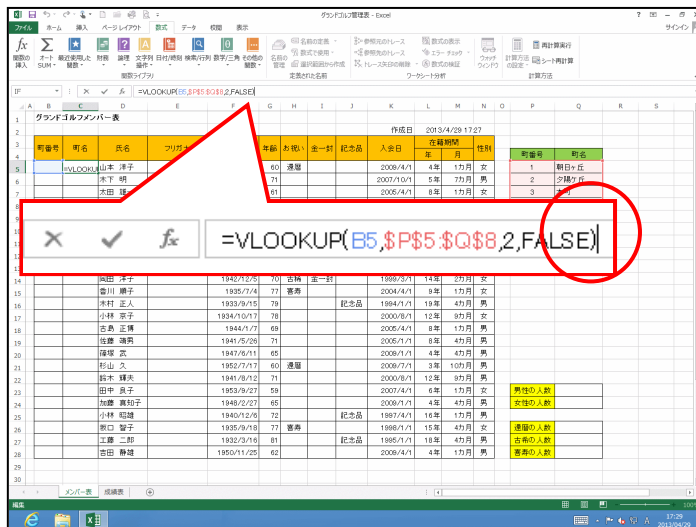 グランドゴルフ管理表 - Excel
サインイン
ファイル ホーム 挿入 ページレイアウト 数式 データ 校閲 表示
関数の挿入 オート SUM 最近使用した関数 財務 論理 文字列操作 日付/時刻 検索/行列 数学/三角 その他の関数 名前の管理 名前の定義 数式で使用 選択範囲から作成 参照元のトレース 参照先のトレース トレース矢印の削除 数式の表示 エラー チェック 数式の検証 ウォッチウィンドウ 計算方法の設定 再計算実行 シート再計算
関数ライブラリ 定義された名前 ワークシート分析 計算方法
IF =VLOOKUP(B5,$P$5:$Q$8,2,FALSE)
A B C D E F G H I J K L M N O P Q R S
1 グランドゴルフメンバー表
2 作成日 2013/4/29 17:27
3 町番号 町名 氏名 年齢 お祝い 金一封 記念品 入会日 在籍期間 性別
4 年 月 町番号 町名
5 =VLOOKU 山本 洋子 60 還暦 2009/4/1 4年 1カ月 女 1 朝日ヶ丘
6 木下 明 71 2007/10/1 5年 7カ月 男 2 夕陽ケ丘
7 太田 61 2005/4/1 8年 1カ月 女 3
=VLOOKUP(B5,$P$5:$Q$8,2,FALSE)
14 岡田 洋子 1942/12/5 70 古稀 金一封 1999/3/1 14年 2カ月 女
15 香川 順子 1935/7/4 77 喜寿 2004/4/1 9年 1カ月 女
16 木村 正人 1933/9/15 79 記念品 1994/1/1 19年 4カ月 男
17 小林 京子 1934/10/17 78 2000/8/1 12年 9カ月 女
18 古島 正博 1944/1/7 69 2005/4/1 8年 1カ月 男
19 佐藤 靖男 1941/5/26 71 2005/4/1 8年 1カ月 男
20 篠塚 武 1947/6/11 65 2009/1/1 4年 4カ月 男
21 杉山 久 1952/7/17 60 還暦 2009/7/1 3年 10カ月 男
22 鈴木 輝夫 1941/8/12 71 2000/8/1 12年 9カ月 男
23 田中 良子 1953/9/27 59 2007/4/1 6年 1カ月 女 男性の人数
24 加藤 真知子 1948/2/27 65 2009/1/1 4年 4カ月 男 女性の人数
25 小林 昭雄 1940/12/6 72 記念品 1997/4/1 16年 1カ月 男
26 坂口 智子 1935/9/18 77 喜寿 1998/1/1 15年 4カ月 女 還暦の人数
27 工藤 二郎 1932/3/16 81 記念品 1995/1/1 18年 4カ月 男 古希の人数
28 吉田 静雄 1950/11/25 62 2009/4/1 4年 1カ月 男 喜寿の人数
29
30
メンバー表 成績表
編集 100%
17:29
2013/04/29